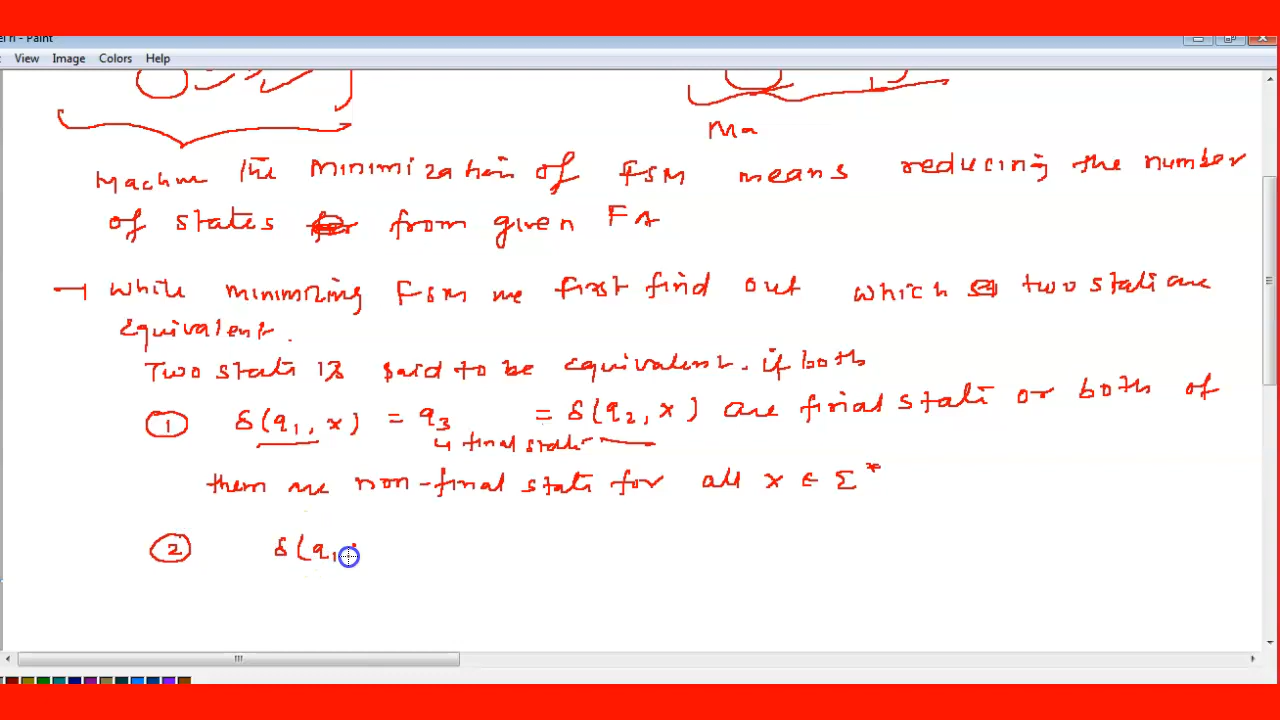 - Paint
View Image Colors Help
Ma
Machine the minimization of FSM means reducing the number
of states from given FA
→ While minimizing FSM we first find out which two state are
equivalent.
Two state is said to be equivalent. if both
① δ(q₁, x) = q₃ = δ(q₂, x) are final state or both of
↳ final state
them are non-final state for all x ∈ Σ*
② δ(q₁,